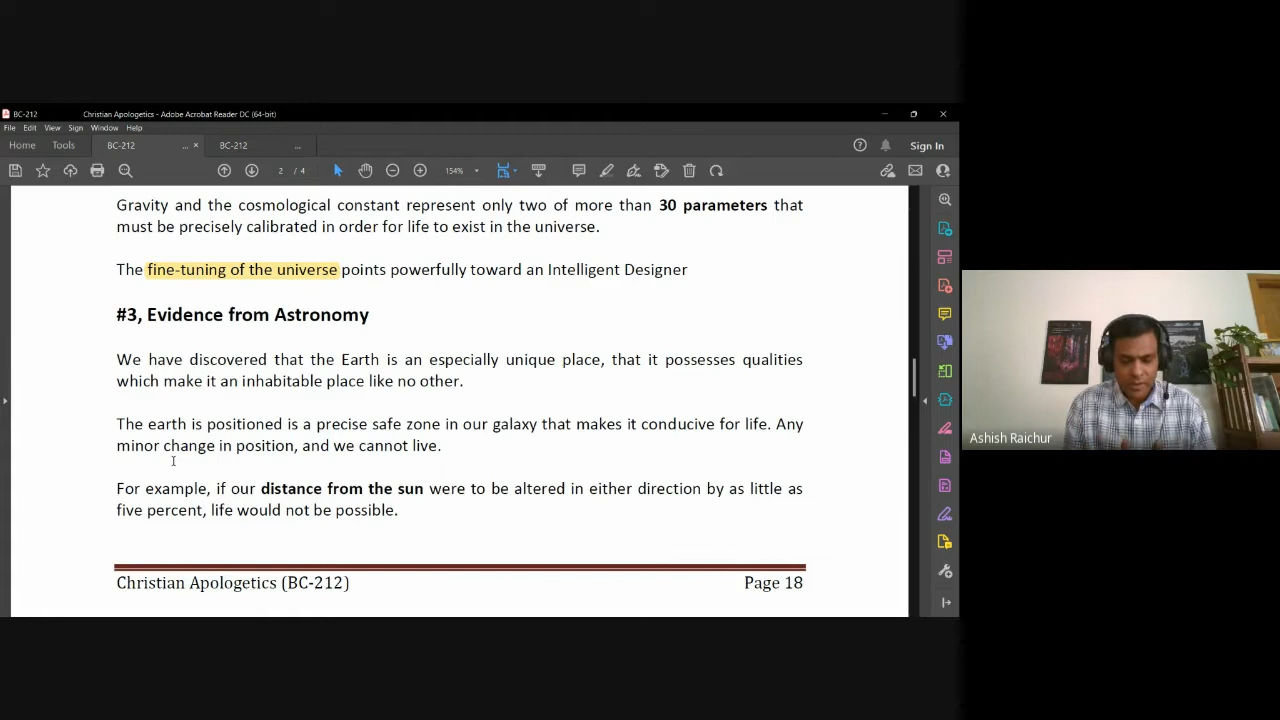 BC-212 Christian Apologetics - Adobe Acrobat Reader DC (64-bit)
File Edit View Sign Window Help
Home Tools BC-212 ... × BC-212 ... Sign In
2 / 4 154%
Gravity and the cosmological constant represent only two of more than 30 parameters that
must be precisely calibrated in order for life to exist in the universe.
The fine-tuning of the universe points powerfully toward an Intelligent Designer
#3, Evidence from Astronomy
We have discovered that the Earth is an especially unique place, that it possesses qualities
which make it an inhabitable place like no other.
The earth is positioned is a precise safe zone in our galaxy that makes it conducive for life. Any
minor change in position, and we cannot live.
For example, if our distance from the sun were to be altered in either direction by as little as
five percent, life would not be possible.
Christian Apologetics (BC-212) Page 18
Ashish Raichur